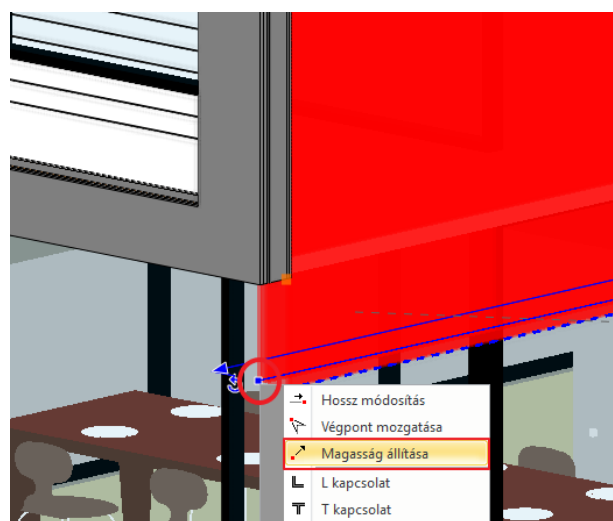 Hossz módosítás
Végpont mozgatása
Magasság állítása
L kapcsolat
T kapcsolat